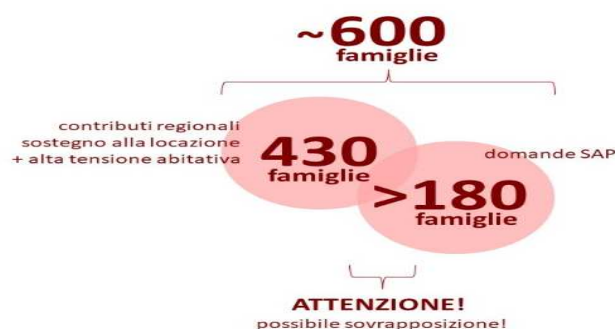 ~600
famiglie
contributi regionali
sostegno alla locazione
+ alta tensione abitativa
430
famiglie
domande SAP
>180
famiglie
ATTENZIONE!
possibile sovrapposizione!